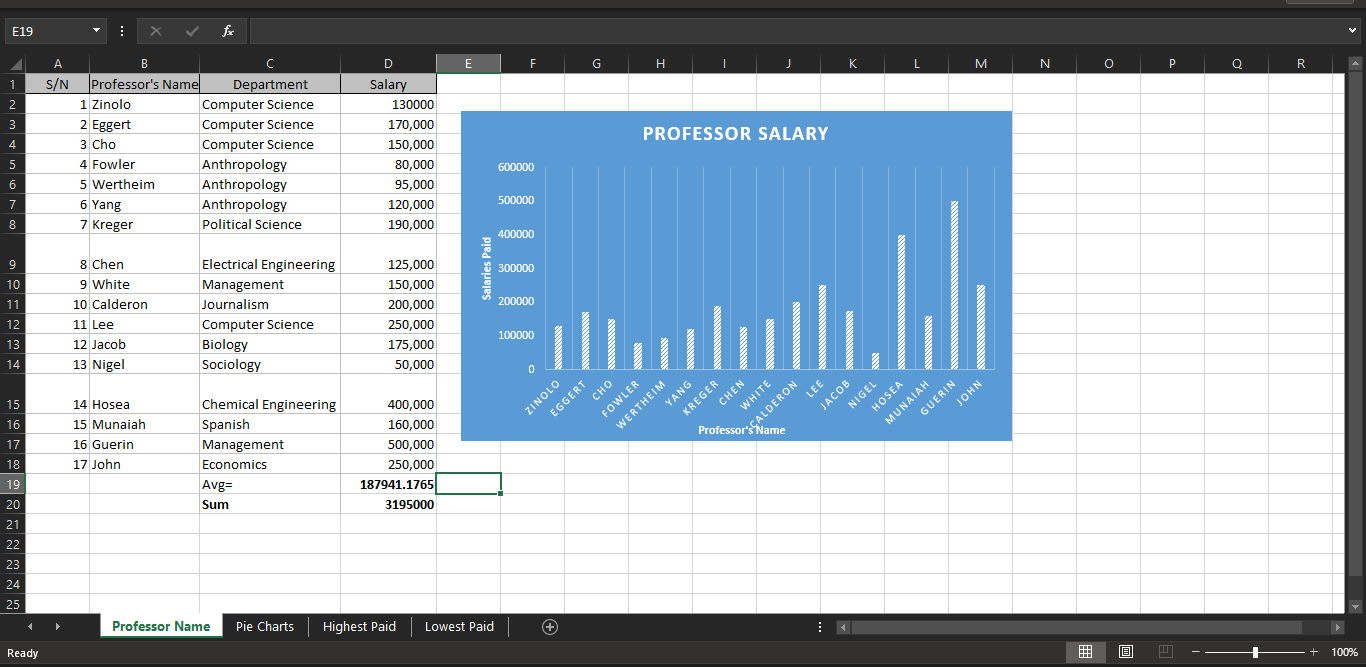 E19
fx
A B C D E F G H I J K L M N O P Q R
1 S/N Professor's Name Department Salary
2 1 Zinolo Computer Science 130000
3 2 Eggert Computer Science 170,000
4 3 Cho Computer Science 150,000
5 4 Fowler Anthropology 80,000
6 5 Wertheim Anthropology 95,000
7 6 Yang Anthropology 120,000
8 7 Kreger Political Science 190,000
9 8 Chen Electrical Engineering 125,000
10 9 White Management 150,000
11 10 Calderon Journalism 200,000
12 11 Lee Computer Science 250,000
13 12 Jacob Biology 175,000
14 13 Nigel Sociology 50,000
15 14 Hosea Chemical Engineering 400,000
16 15 Munaiah Spanish 160,000
17 16 Guerin Management 500,000
18 17 John Economics 250,000
19 Avg= 187941.1765
20 Sum 3195000
21
22
23
24
25
PROFESSOR SALARY
Salaries Paid
600000
500000
400000
300000
200000
100000
0
ZINOLO EGGERT CHO FOWLER WERTHEIM YANG KREGER CHEN WHITE CALDERON LEE JACOB NIGEL HOSEA MUNAIAH GUERIN JOHN
Professor's Name
Professor Name Pie Charts Highest Paid Lowest Paid
Ready 100%